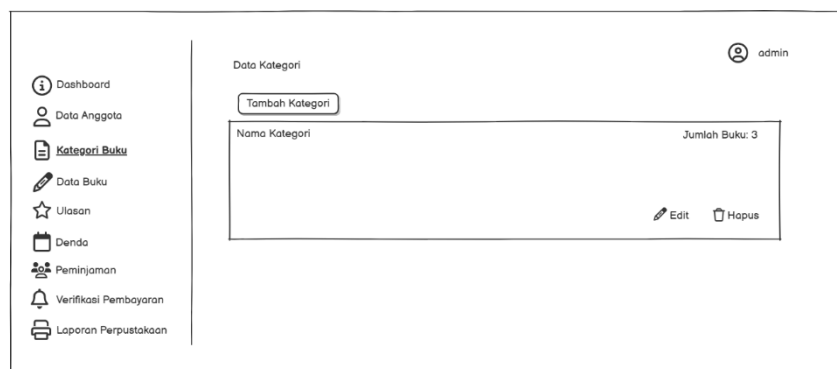 Dashboard
Data Anggota
Kategori Buku
Data Buku
Ulasan
Denda
Peminjaman
Verifikasi Pembayaran
Laporan Perpustakaan
admin
Data Kategori
Tambah Kategori
Nama Kategori
Jumlah Buku: 3
Edit
Hapus